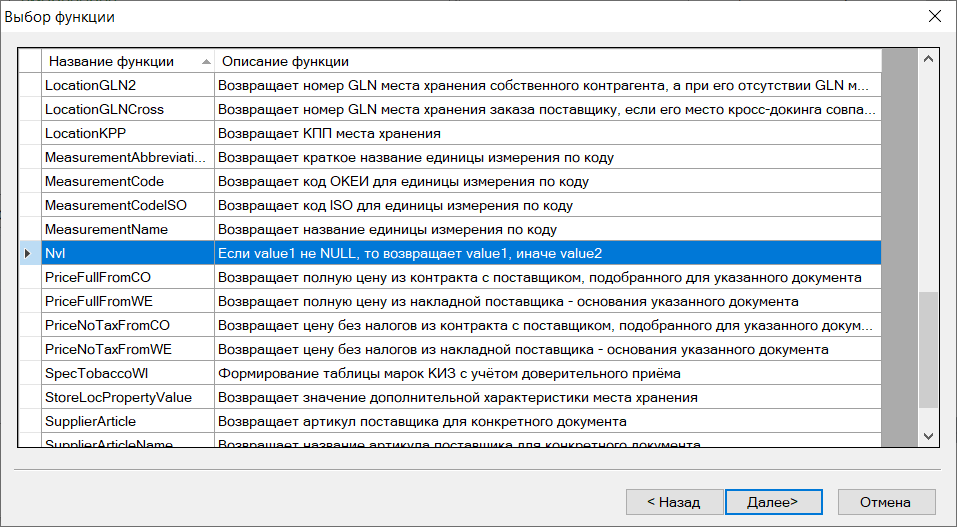 Выбор функции
Название функции Описание функции
LocationGLN2 Возвращает номер GLN места хранения собственного контрагента, а при его отсутствии GLN м...
LocationGLNCross Возвращает номер GLN места хранения заказа поставщику, если его место кросс-докинга совпа...
LocationKPP Возвращает КПП места хранения
MeasurementAbbreviati... Возвращает краткое название единицы измерения по коду
MeasurementCode Возвращает код ОКЕИ для единицы измерения по коду
MeasurementCodeISO Возвращает код ISO для единицы измерения по коду
MeasurementName Возвращает название единицы измерения по коду
Nvl Если value1 не NULL, то возвращает value1, иначе value2
PriceFullFromCO Возвращает полную цену из контракта с поставщиком, подобранного для указанного документа
PriceFullFromWE Возвращает полную цену из накладной поставщика - основания указанного документа
PriceNoTaxFromCO Возвращает цену без налогов из контракта с поставщиком, подобранного для указанного докум...
PriceNoTaxFromWE Возвращает цену без налогов из накладной поставщика - основания указанного документа
SpecTobaccoWI Формирование таблицы марок КИЗ с учётом доверительного приёма
StoreLocPropertyValue Возвращает значение дополнительной характеристики места хранения
SupplierArticle Возвращает артикул поставщика для конкретного документа
SupplierArticleName Возвращает название артикула поставщика для конкретного документа
< Назад Далее> Отмена